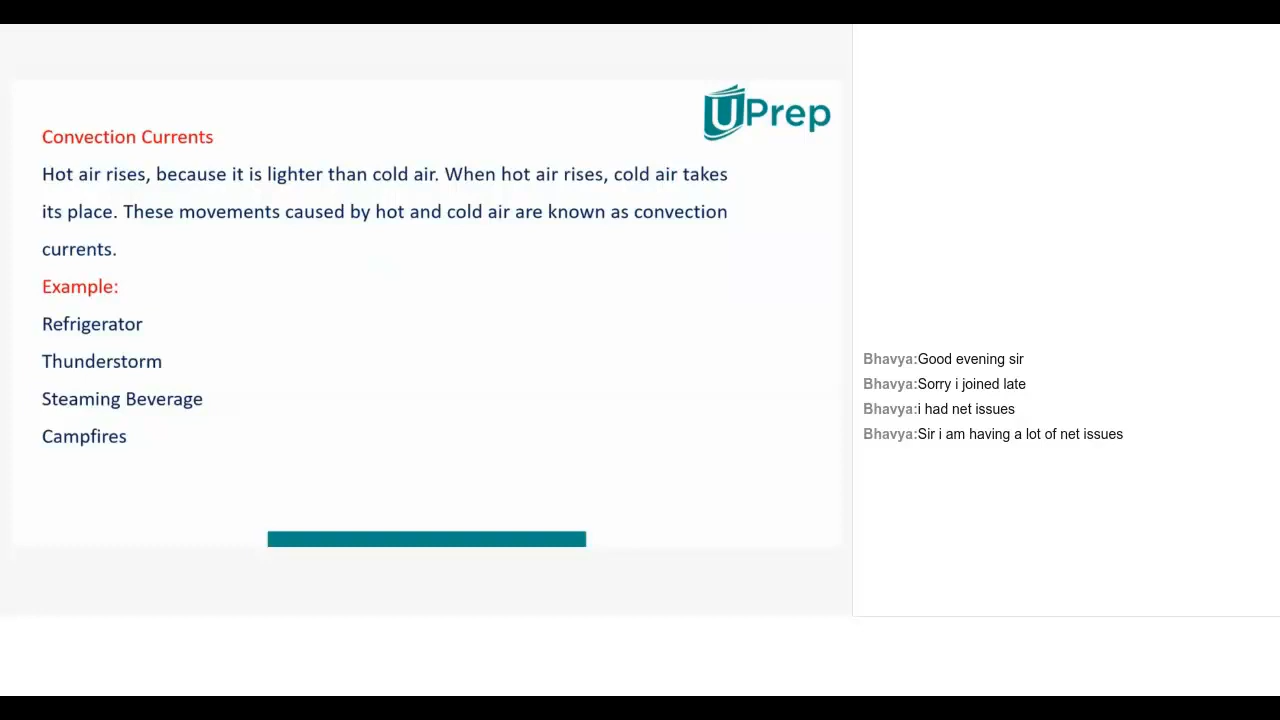 UPrep
Convection Currents
Hot air rises, because it is lighter than cold air. When hot air rises, cold air takes
its place. These movements caused by hot and cold air are known as convection
currents.
Example:
Refrigerator
Thunderstorm
Steaming Beverage
Campfires
Bhavya:Good evening sir
Bhavya:Sorry i joined late
Bhavya:i had net issues
Bhavya:Sir i am having a lot of net issues